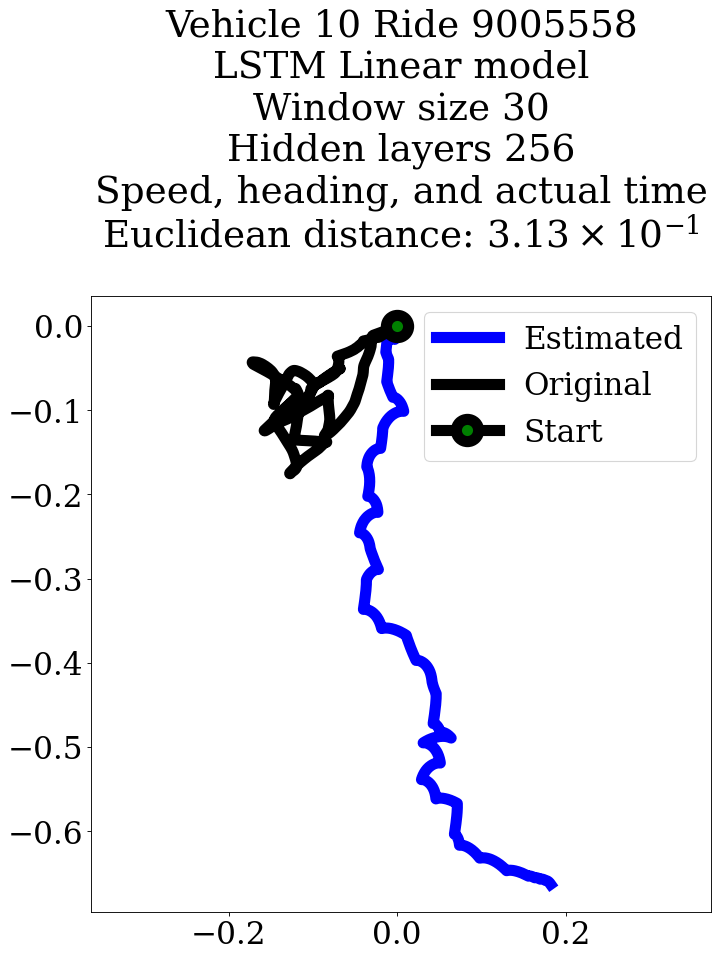 Vehicle 10 Ride 9005558
LSTM Linear model
Window size 30
Hidden layers 256
Speed, heading, and actual time
Euclidean distance: 3.13 × 10⁻¹
Estimated
Original
Start
0.0
−0.1
−0.2
−0.3
−0.4
−0.5
−0.6
−0.2
0.0
0.2